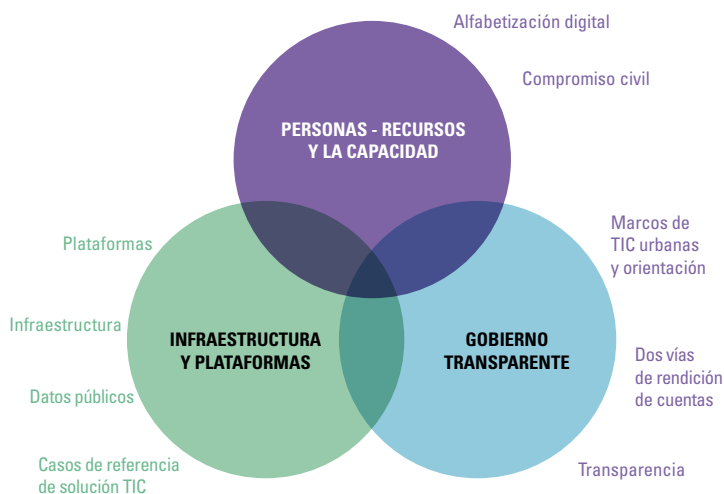 Alfabetización digital
Compromiso civil
PERSONAS - RECURSOS
Y LA CAPACIDAD
Marcos de
TIC urbanas
y orientación
Plataformas
Infraestructura
INFRAESTRUCTURA
Y PLATAFORMAS
GOBIERNO
TRANSPARENTE
Dos vías
de rendición
de cuentas
Datos públicos
Casos de referencia
de solución TIC
Transparencia